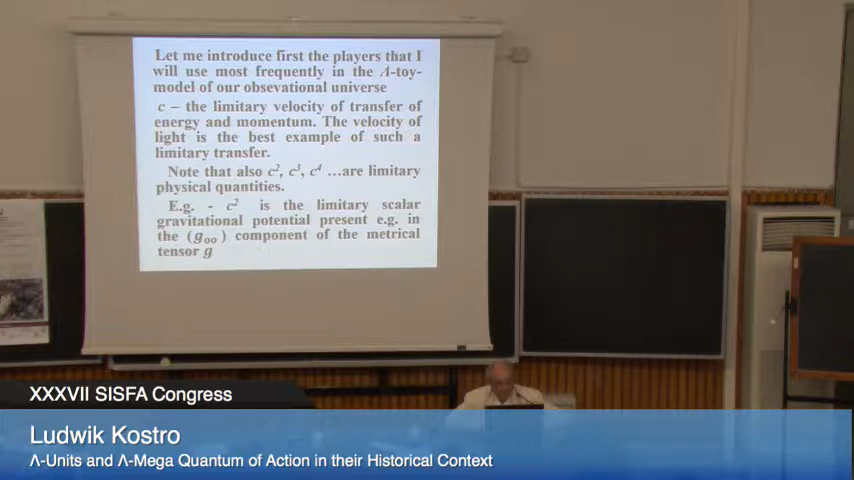 Let me introduce first the players that I
will use most frequently in the Λ-toy-
model of our obsevational universe
c – the limitary velocity of transfer of
energy and momentum. The velocity of
light is the best example of such a
limitary transfer.
Note that also c², c³, c⁴ ...are limitary
physical quantities.
E.g. - c² is the limitary scalar
gravitational potential present e.g. in
the (g₀₀ ) component of the metrical
tensor g
XXXVII SISFA Congress
Ludwik Kostro
Λ-Units and Λ-Mega Quantum of Action in their Historical Context